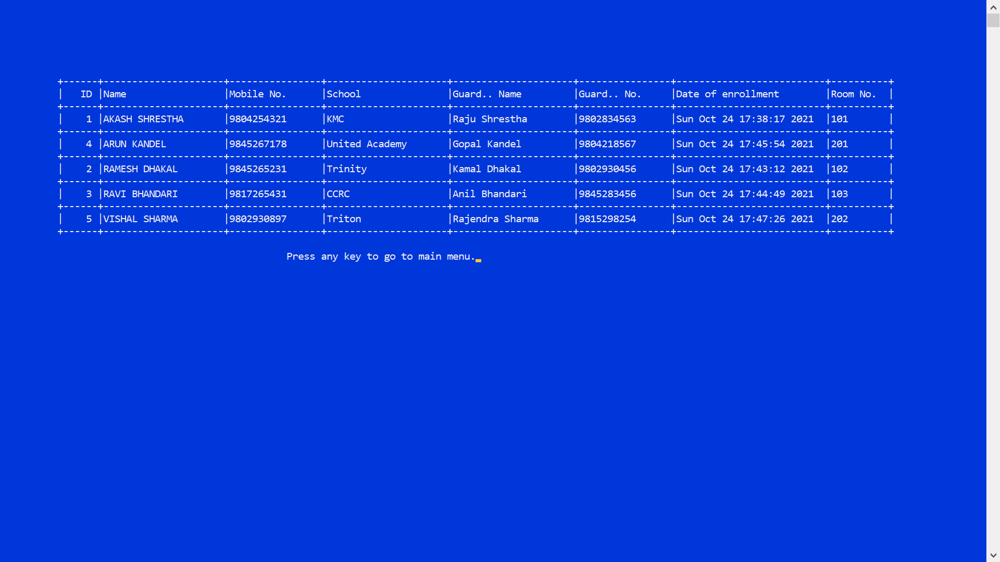 +------+---------------------+----------------+---------------------+---------------------+----------------+--------------------------+----------+
|   ID |Name                 |Mobile No.      |School               |Guard.. Name         |Guard.. No.     |Date of enrollment        |Room No.  |
+------+---------------------+----------------+---------------------+---------------------+----------------+--------------------------+----------+
|    1 |AKASH SHRESTHA       |9804254321      |KMC                  |Raju Shrestha        |9802834563      |Sun Oct 24 17:38:17 2021  |101       |
+------+---------------------+----------------+---------------------+---------------------+----------------+--------------------------+----------+
|    4 |ARUN KANDEL          |9845267178      |United Academy       |Gopal Kandel         |9804218567      |Sun Oct 24 17:45:54 2021  |201       |
+------+---------------------+----------------+---------------------+---------------------+----------------+--------------------------+----------+
|    2 |RAMESH DHAKAL        |9845265231      |Trinity              |Kamal Dhakal         |9802930456      |Sun Oct 24 17:43:12 2021  |102       |
+------+---------------------+----------------+---------------------+---------------------+----------------+--------------------------+----------+
|    3 |RAVI BHANDARI        |9817265431      |CCRC                 |Anil Bhandari        |9845283456      |Sun Oct 24 17:44:49 2021  |103       |
+------+---------------------+----------------+---------------------+---------------------+----------------+--------------------------+----------+
|    5 |VISHAL SHARMA        |9802930897      |Triton               |Rajendra Sharma      |9815298254      |Sun Oct 24 17:47:26 2021  |202       |
+------+---------------------+----------------+---------------------+---------------------+----------------+--------------------------+----------+
Press any key to go to main menu.